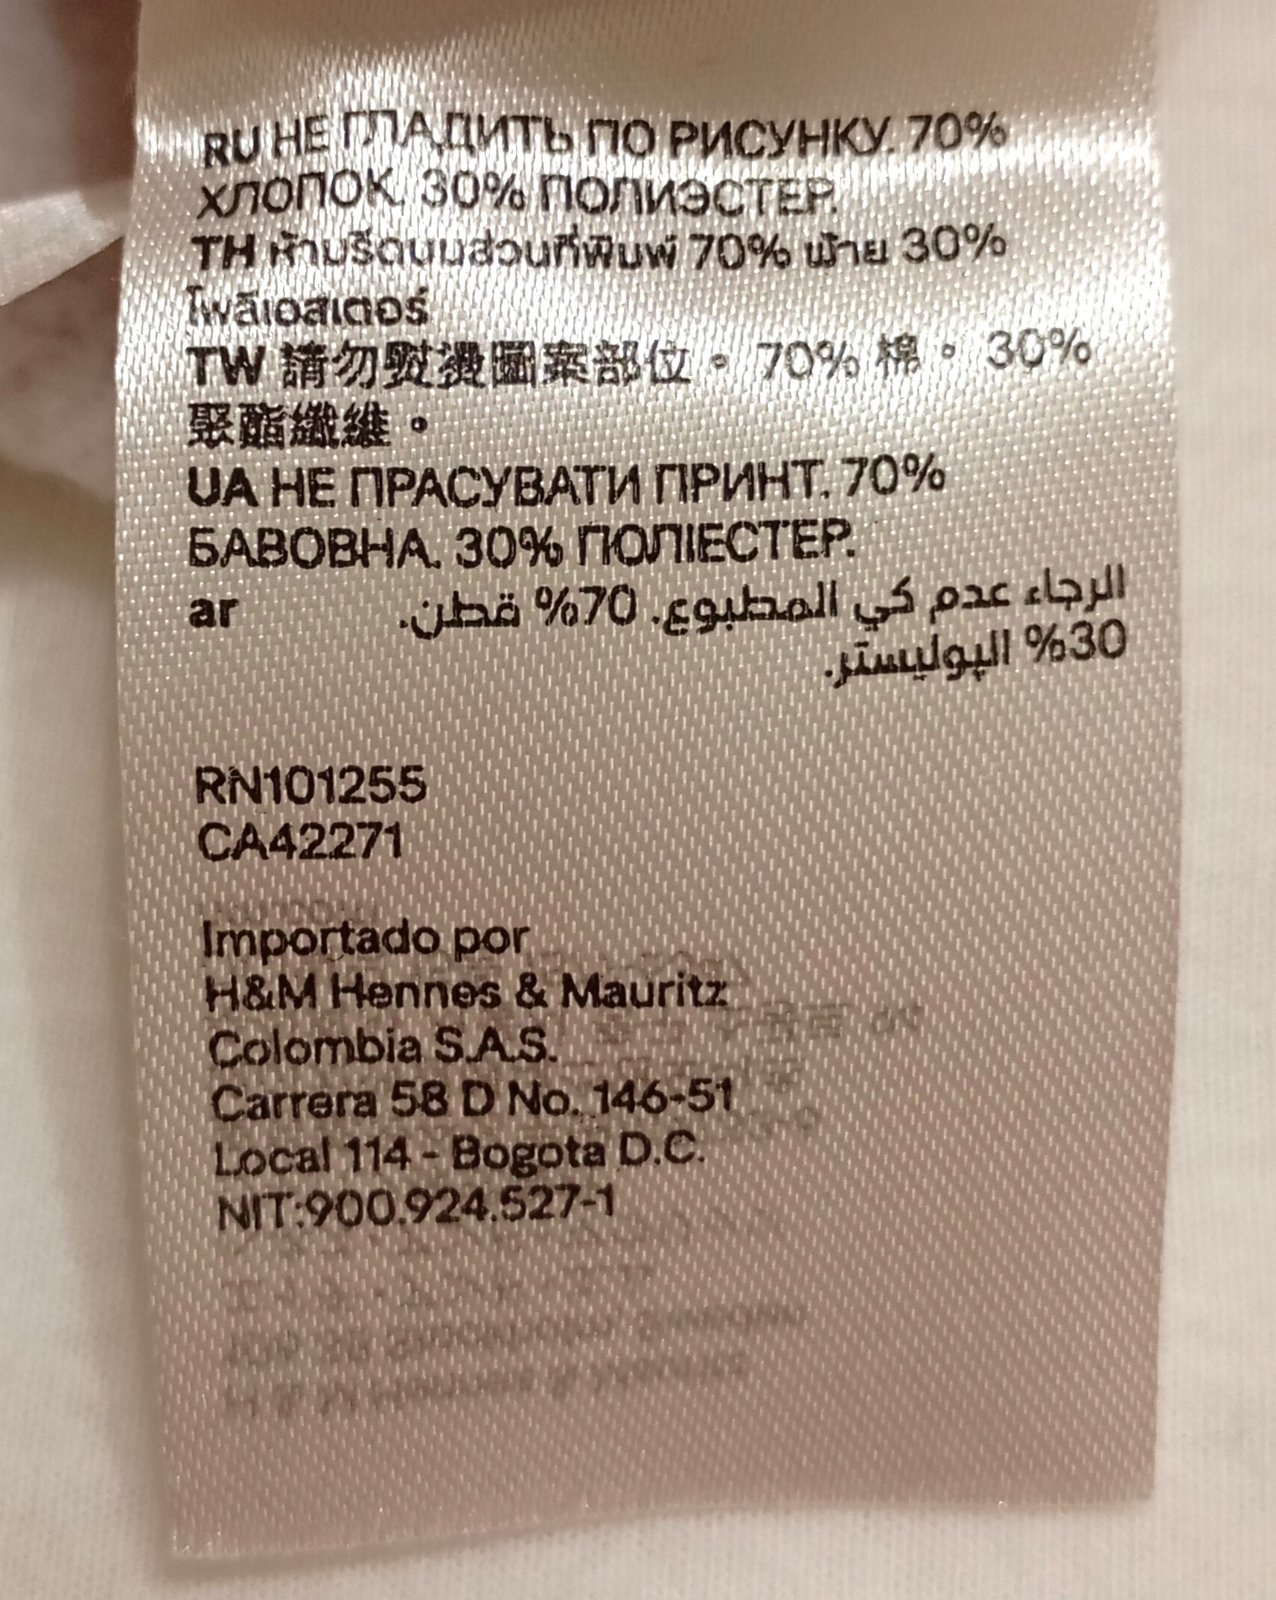 RU НЕ ГЛАДИТЬ ПО РИСУНКУ. 70%
ХЛОПОК. 30% ПОЛИЭСТЕР.
TH ห้ามรีดบนส่วนที่พิมพ์ 70% ฝ้าย 30%
โพลีเอสเตอร์
TW 請勿熨燙圖案部位。 70% 棉。 30%
聚酯纖維。
UA НЕ ПРАСУВАТИ ПРИНТ. 70%
БАВОВНА. 30% ПОЛІЕСТЕР.
ar الرجاء عدم كي المطبوع. 70% قطن.
30% البوليستر.
RN101255
CA42271
Importado por
H&M Hennes & Mauritz
Colombia S.A.S.
Carrera 58 D No. 146-51
Local 114 - Bogota D.C.
NIT:900.924.527-1